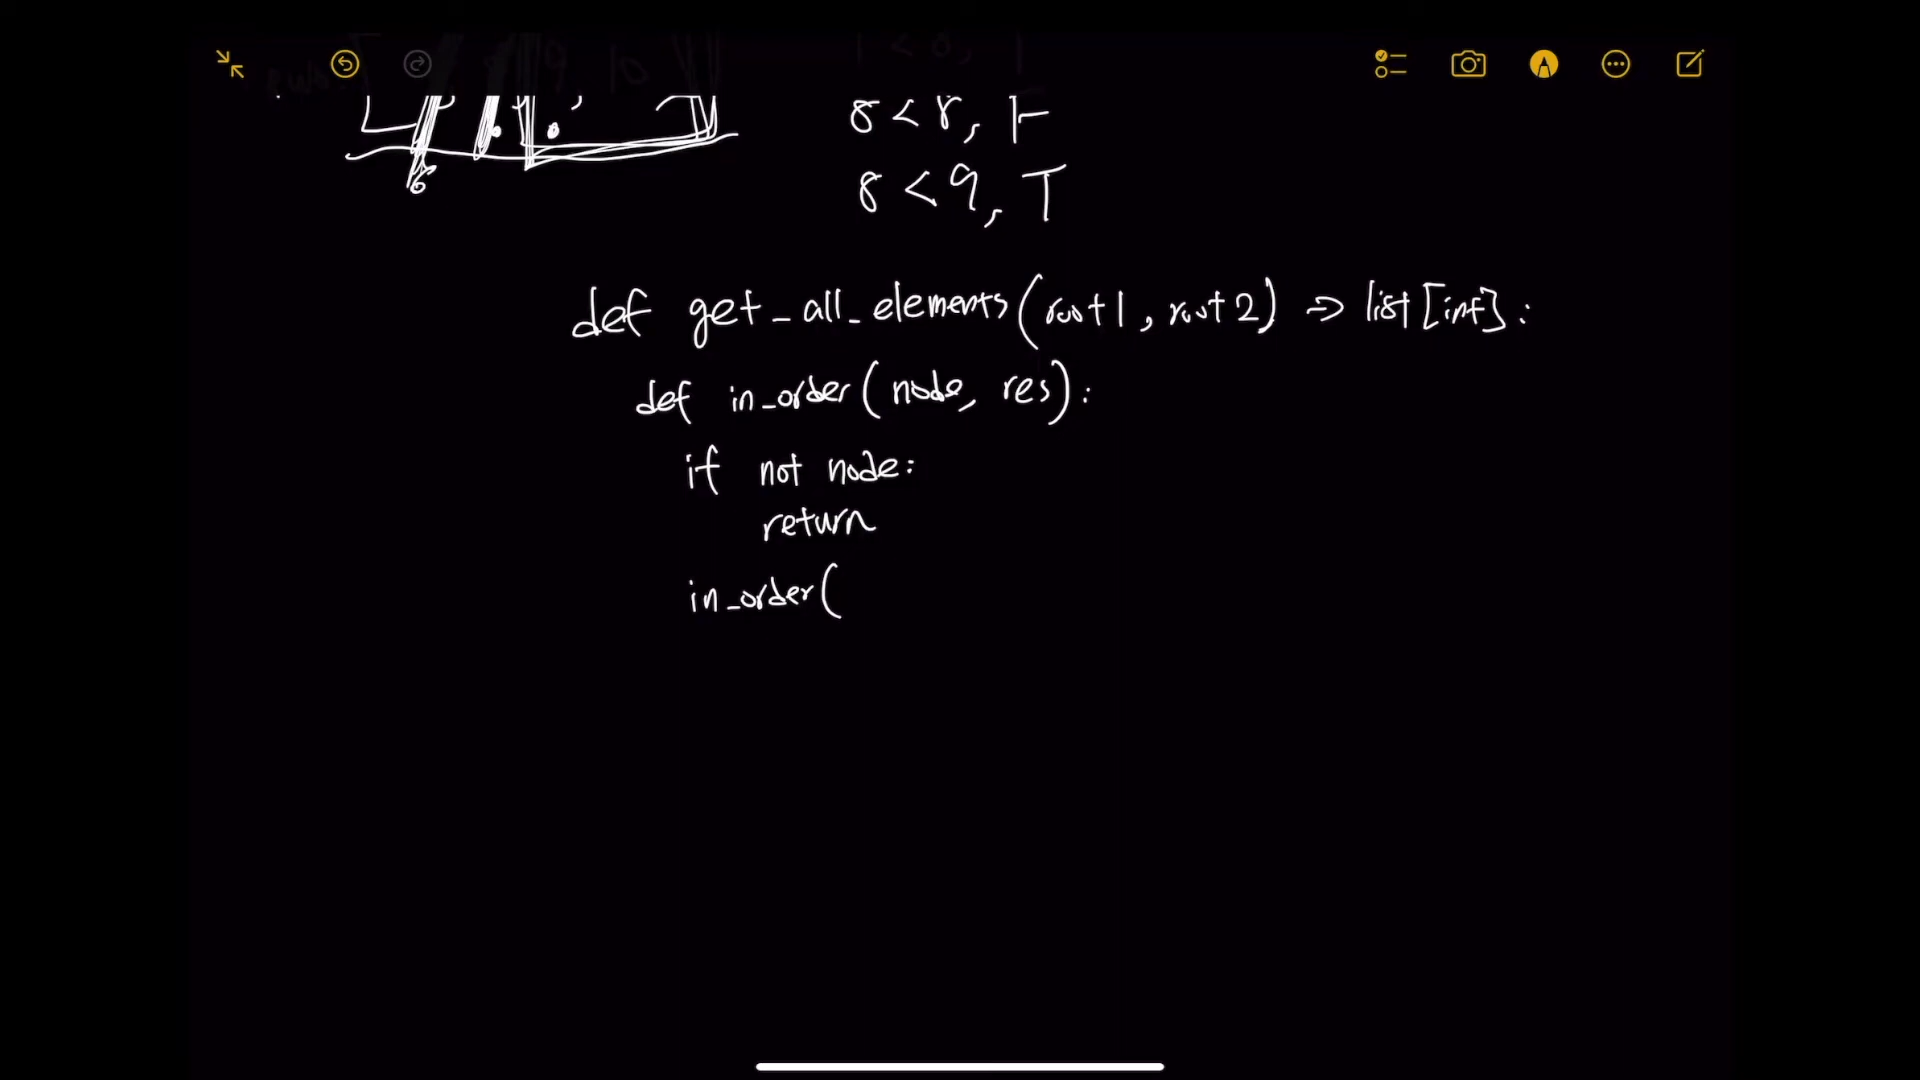 8 < 8, F
8 < 9, T
6
def get_all_elements(root1, root2) → list[int]:
def in_order(node, res):
if not node:
return
in_order(